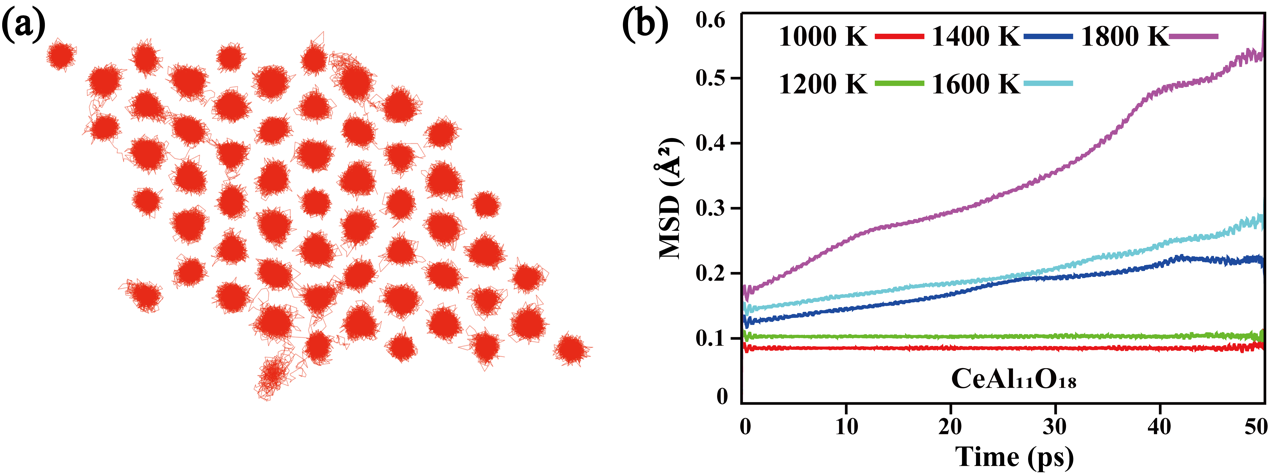 (a)
(b)
0.6
1000 K 1400 K 1800 K
0.5
1200 K 1600 K
0.4
MSD (Å²)
0.3
0.2
0.1
CeAl₁₁O₁₈
0
0 10 20 30 40 50
Time (ps)